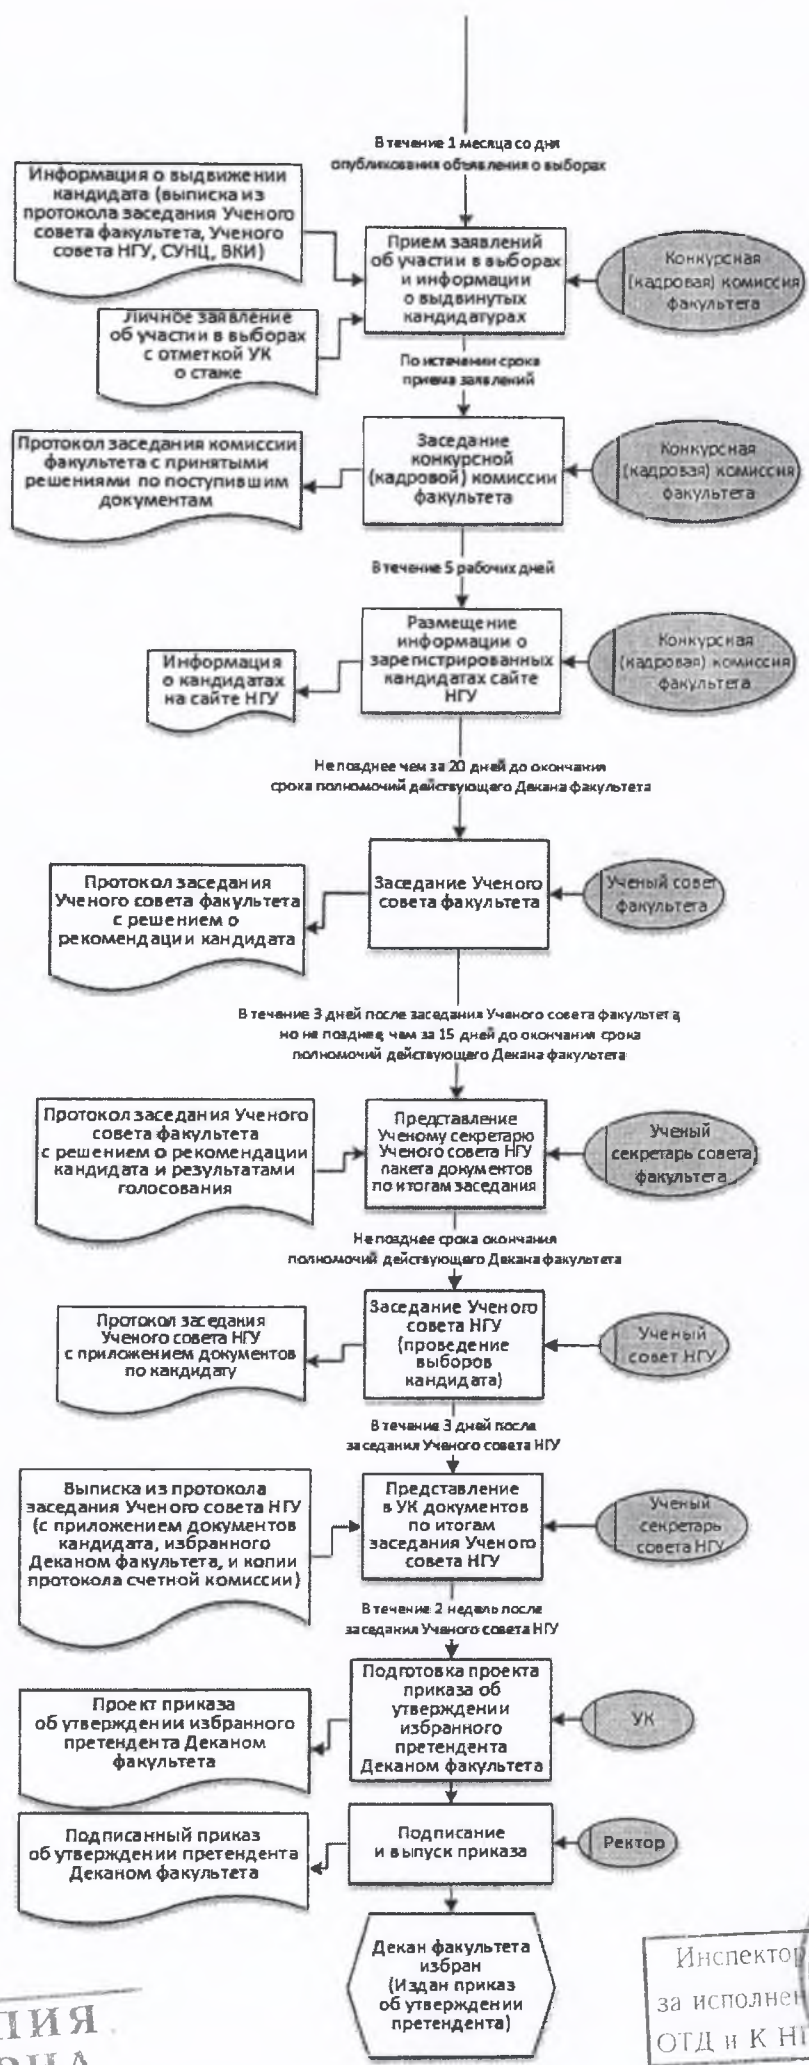 В течение 1 месяца со дня
опубликования объявления о выборах
Информация о выдвижении
кандидата (выписка из
протокола заседания Ученого
совета факультета, Ученого
совета НГУ, СУНЦ, ВКИ)
Прием заявлений
об участии в выборах
и информации
о выдвинутых
кандидатурах
Конкурсная
(кадровая) комиссия
факультета
Личное заявление
об участии в выборах
с отметкой УК
о стаже
По истечении срока
приема заявлений
Протокол заседания комиссии
факультета с принятыми
решениями по поступившим
документам
Заседание
конкурсной
(кадровой) комиссии
факультета
Конкурсная
(кадровая) комиссия
факультета
В течение 5 рабочих дней
Информация
о кандидатах
на сайте НГУ
Размещение
информации о
зарегистрированных
кандидатах сайте
НГУ
Конкурсная
(кадровая) комиссия
факультета
Не позднее чем за 20 дней до окончания
срока полномочий действующего Декана факультета
Протокол заседания
Ученого совета факультета
с решением о
рекомендации кандидата
Заседание Ученого
совета факультета
Ученый совет
факультета
В течение 3 дней после заседания Ученого совета факультета,
но не позднее, чем за 15 дней до окончания срока
полномочий действующего Декана факультета
Протокол заседания Ученого
совета факультета
с решением о рекомендации
кандидата и результатами
голосования
Представление
Ученому секретарю
Ученого совета НГУ
пакета документов
по итогам заседания
Ученый
секретарь совета
факультета
Не позднее срока окончания
полномочий действующего Декана факультета
Протокол заседания
Ученого совета НГУ
с приложением документов
по кандидату
Заседание Ученого
совета НГУ
(проведение
выборов
кандидата)
Ученый
совет НГУ
В течение 3 дней после
заседания Ученого совета НГУ
Выписка из протокола
заседания Ученого совета НГУ
(с приложением документов
кандидата, избранного
Деканом факультета, и копии
протокола счетной комиссии)
Представление
в УК документов
по итогам
заседания Ученого
совета НГУ
Ученый
секретарь
совета НГУ
В течение 2 недель после
заседания Ученого совета НГУ
Проект приказа
об утверждении избранного
претендента Деканом
факультета
Подготовка проекта
приказа об
утверждении
избранного
претендента
Деканом факультета
УК
Подписанный приказ
об утверждении претендента
Деканом факультета
Подписание
и выпуск приказа
Ректор
Декан факультета
избран
(Издан приказ
об утверждении
претендента)
Инспектор
за исполнен
ОТД и К НГ